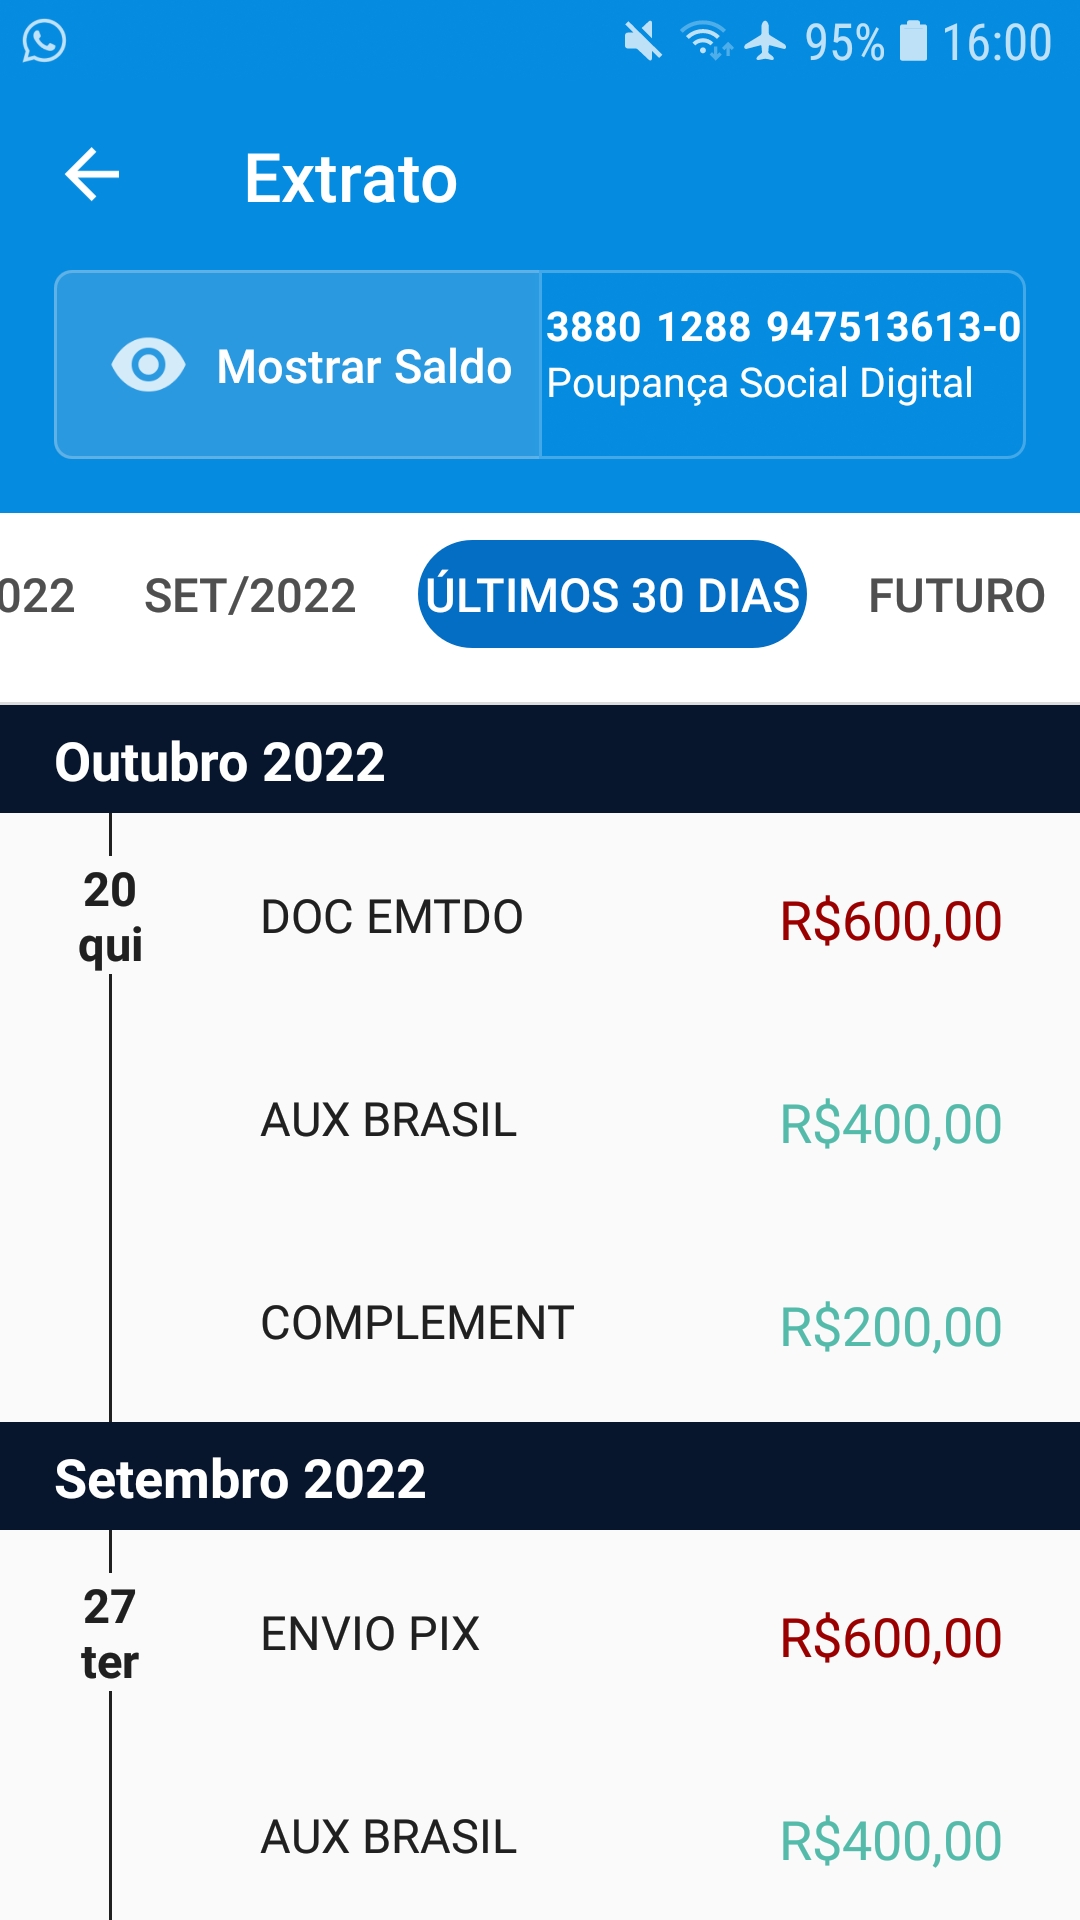 95% 16:00
Extrato
Mostrar Saldo
3880 1288 947513613-0
Poupança Social Digital
022 SET/2022 ÚLTIMOS 30 DIAS FUTURO
Outubro 2022
20
qui
DOC EMTDO R$600,00
AUX BRASIL R$400,00
COMPLEMENT R$200,00
Setembro 2022
27
ter
ENVIO PIX R$600,00
AUX BRASIL R$400,00